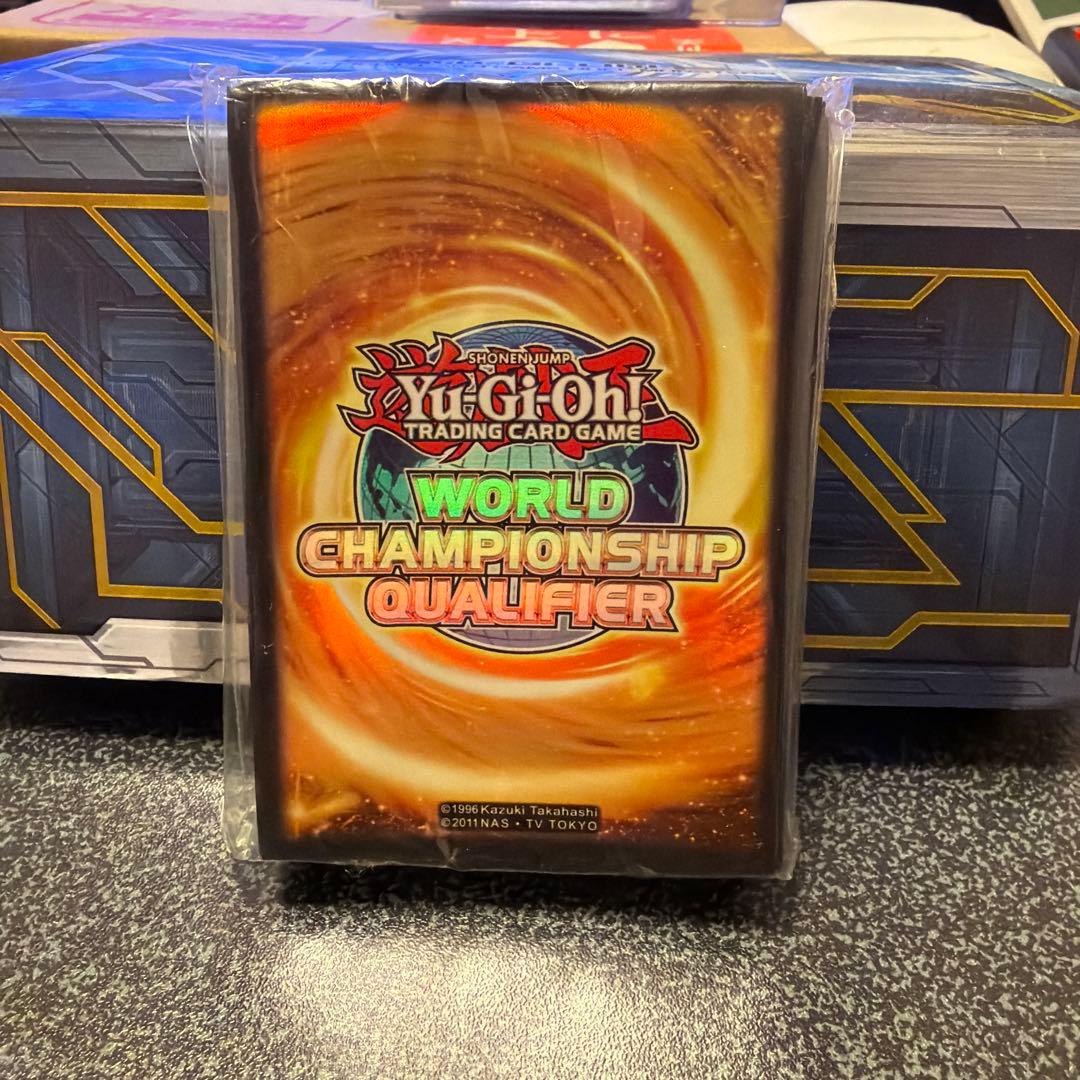 SHONEN JUMP
Yu-Gi-Oh!
TRADING CARD GAME
WORLD
CHAMPIONSHIP
QUALIFIER
©1996 Kazuki Takahashi
©2011 NAS • TV TOKYO